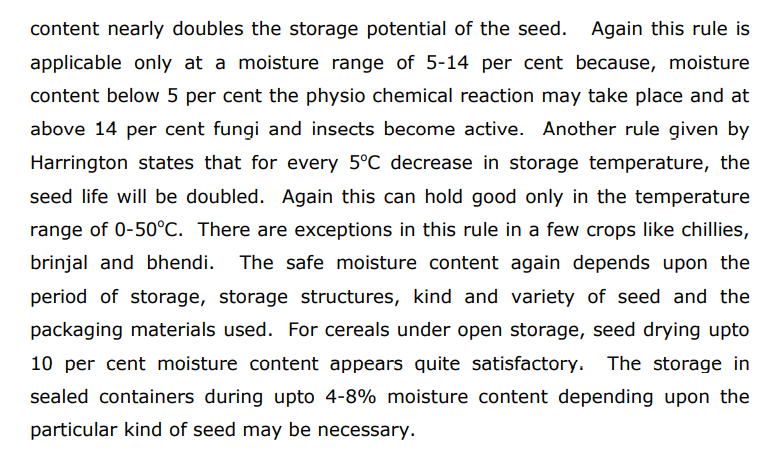 content nearly doubles the storage potential of the seed. Again this rule is
applicable only at a moisture range of 5-14 per cent because, moisture
content below 5 per cent the physio chemical reaction may take place and at
above 14 per cent fungi and insects become active. Another rule given by
Harrington states that for every 5°C decrease in storage temperature, the
seed life will be doubled. Again this can hold good only in the temperature
range of 0-50°C. There are exceptions in this rule in a few crops like chillies,
brinjal and bhendi. The safe moisture content again depends upon the
period of storage, storage structures, kind and variety of seed and the
packaging materials used. For cereals under open storage, seed drying upto
10 per cent moisture content appears quite satisfactory. The storage in
sealed containers during upto 4-8% moisture content depending upon the
particular kind of seed may be necessary.